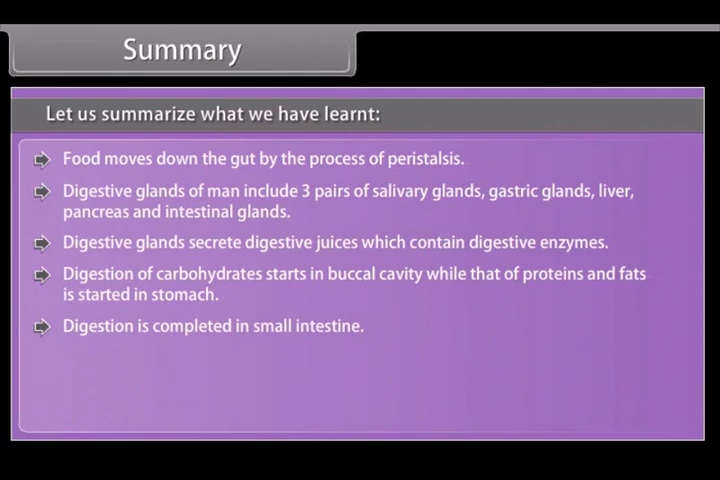 Summary
Let us summarize what we have learnt:
Food moves down the gut by the process of peristalsis.
Digestive glands of man include 3 pairs of salivary glands, gastric glands, liver,
pancreas and intestinal glands.
Digestive glands secrete digestive juices which contain digestive enzymes.
Digestion of carbohydrates starts in buccal cavity while that of proteins and fats
is started in stomach.
Digestion is completed in small intestine.